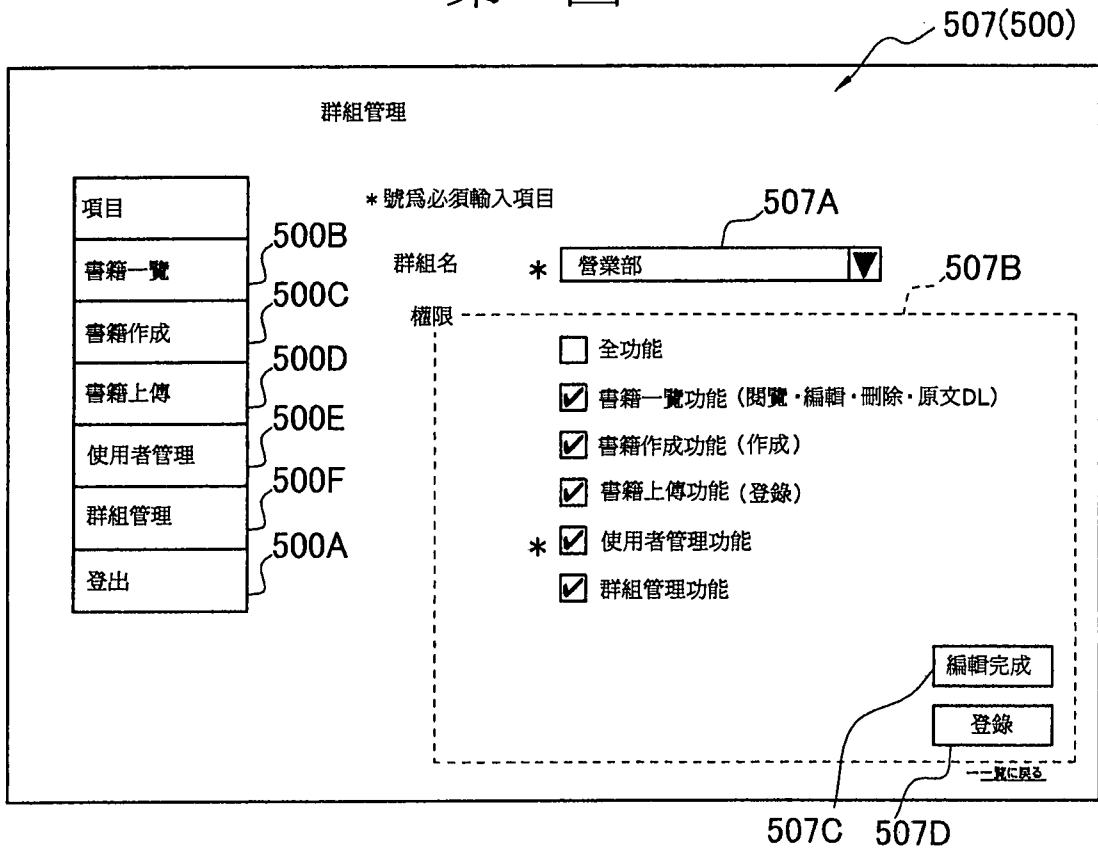 507(500)
群組管理
項目
書籍一覽
書籍作成
書籍上傳
使用者管理
群組管理
登出
500B
500C
500D
500E
500F
500A
*號爲必須輸入項目
群組名 * 營業部 ▼
507A
507B
權限
全功能
✔ 書籍一覽功能 (閱覽・編輯・刪除・原文DL)
✔ 書籍作成功能 (作成)
✔ 書籍上傳功能 (登錄)
* ✔ 使用者管理功能
✔ 群組管理功能
編輯完成
登錄
一一覧に戻る
507C 507D